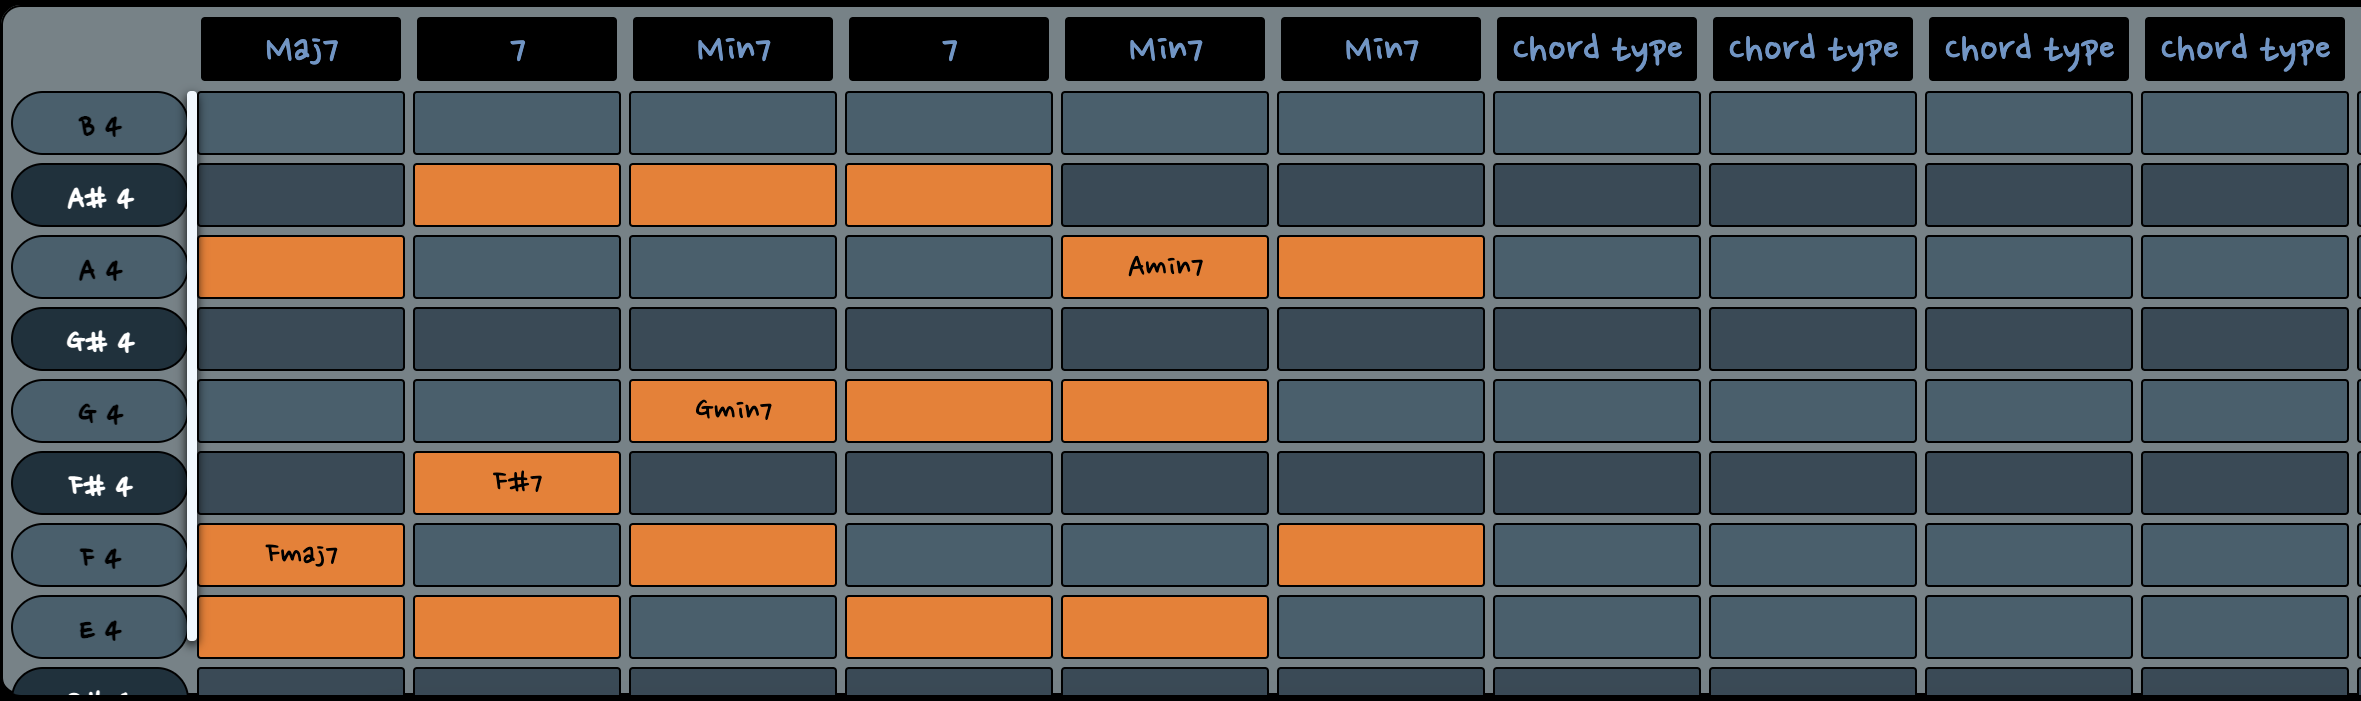 Maj7 7 Min7 7 Min7 Min7 chord type chord type chord type chord type
B 4
A# 4
A 4 Amin7
G# 4
G 4 Gmin7
F# 4 F#7
F 4 Fmaj7
E 4